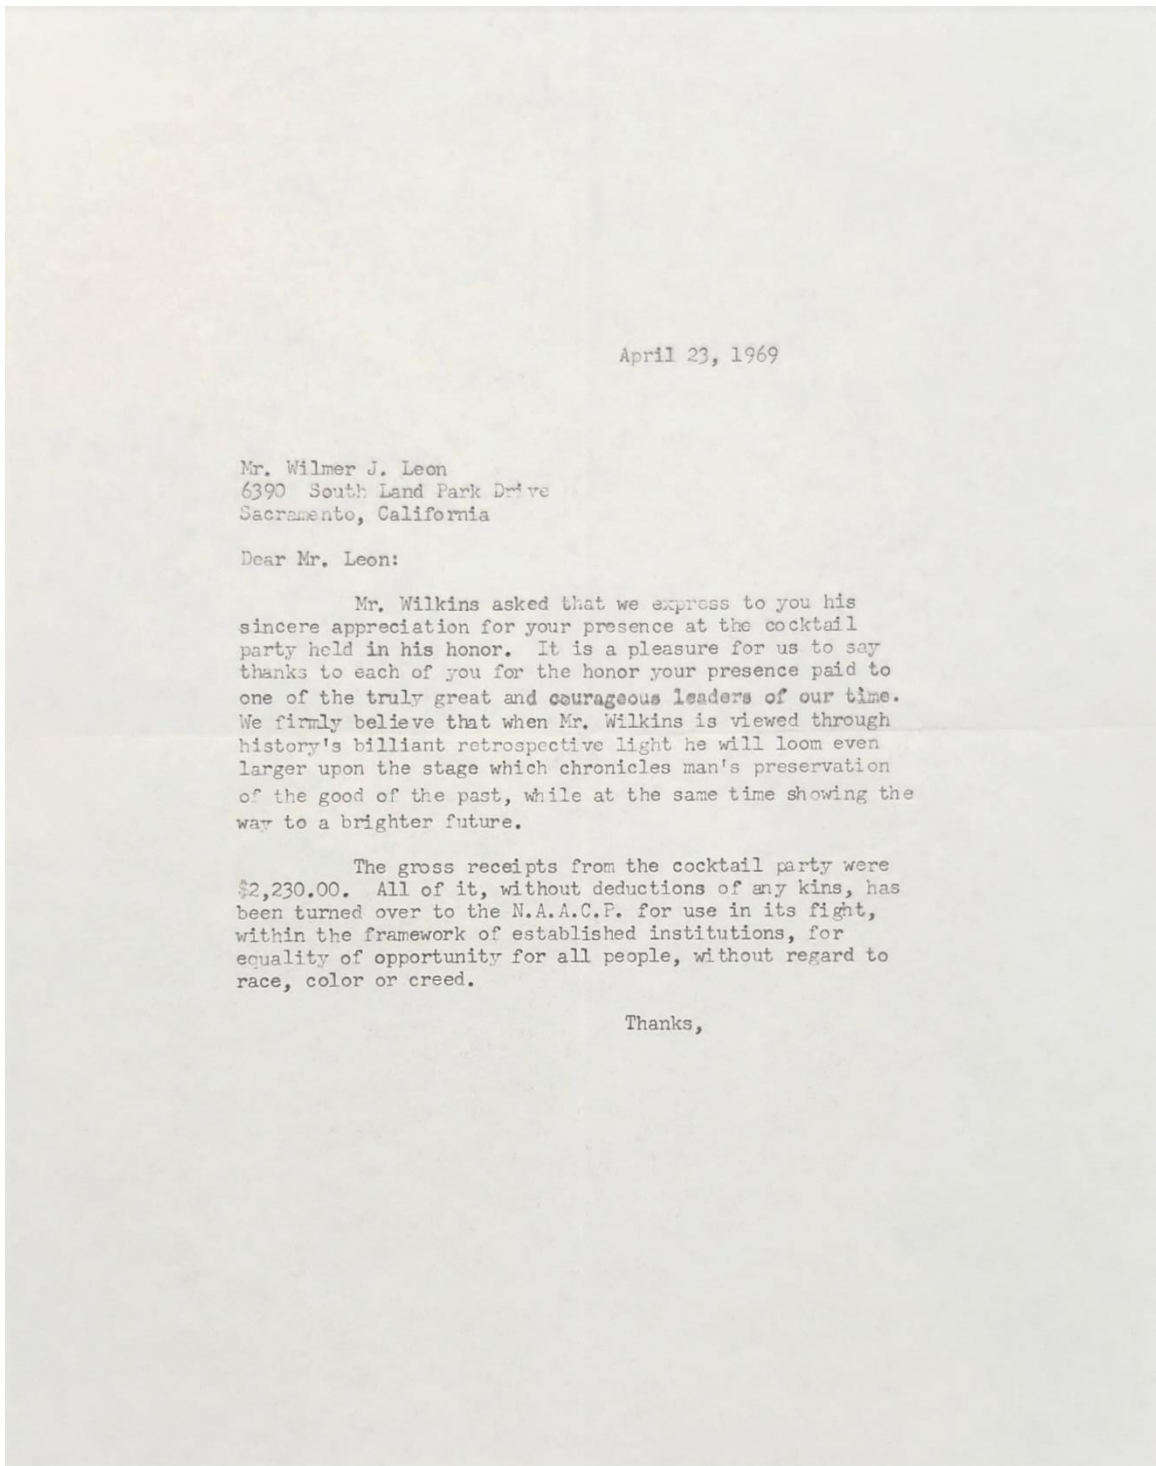 April 23, 1969
Mr. Wilmer J. Leon
6390 South Land Park Drive
Sacramento, California
Dear Mr. Leon:
Mr. Wilkins asked that we express to you his
sincere appreciation for your presence at the cocktail
party held in his honor. It is a pleasure for us to say
thanks to each of you for the honor your presence paid to
one of the truly great and courageous leaders of our time.
We firmly believe that when Mr. Wilkins is viewed through
history's billiant retrospective light he will loom even
larger upon the stage which chronicles man's preservation
of the good of the past, while at the same time showing the
way to a brighter future.
The gross receipts from the cocktail party were
$2,230.00. All of it, without deductions of any kins, has
been turned over to the N.A.A.C.P. for use in its fight,
within the framework of established institutions, for
equality of opportunity for all people, without regard to
race, color or creed.
Thanks,